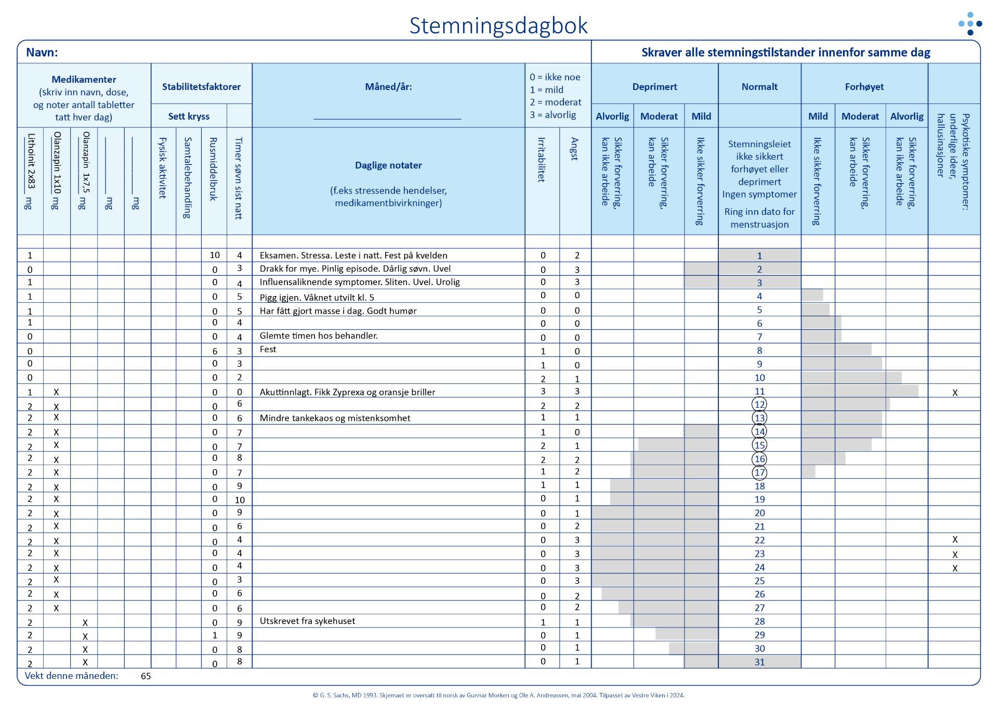 Stemningsdagbok
Navn:
Skraver alle stemningstilstander innenfor samme dag
Medikamenter
(skriv inn navn, dose,
og noter antall tabletter
tatt hver dag)
Stabilitetsfaktorer
Sett kryss
Måned/år:
0 = ikke noe
1 = mild
2 = moderat
3 = alvorlig
Deprimert
Normalt
Forhøyet
Alvorlig Moderat Mild
Mild Moderat Alvorlig
Psykotiske symptomer:
underlige ideer,
hallusinasjoner
Lithoinit 2x83 mg
Olanzapin 1x10 mg
Olanzapin 1x7,5 mg
mg
mg
Fysisk aktivitet
Samtalebehandling
Rusmiddelbruk
Timer søvn sist natt
Daglige notater
(f.eks stressende hendelser,
medikamentbivirkninger)
Irritabilitet
Angst
Sikker forverring,
kan ikke arbeide
Sikker forverring,
kan arbeide
Ikke sikker forverring
Stemningsleiet
ikke sikkert
forhøyet eller
deprimert
Ingen symptomer
Ring inn dato for
menstruasjon
Ikke sikker forverring
Sikker forverring,
kan arbeide
Sikker forverring,
kan ikke arbeide
1 10 4 Eksamen. Stressa. Leste i natt. Fest på kvelden 0 2 1
0 0 3 Drakk for mye. Pinlig episode. Dårlig søvn. Uvel 0 3 2
1 0 4 Influensaliknende symptomer. Sliten. Uvel. Urolig 0 3 3
1 0 5 Pigg igjen. Våknet utvilt kl. 5 0 0 4
1 0 5 Har fått gjort masse i dag. Godt humør 0 0 5
1 0 4 0 0 6
0 0 4 Glemte timen hos behandler. 0 0 7
0 6 3 Fest 1 0 8
0 0 3 1 0 9
0 0 2 2 1 10
1 X 0 0 Akuttinnlagt. Fikk Zyprexa og oransje briller 3 3 11 X
2 X 0 6 2 2 12
2 X 0 6 Mindre tankekaos og mistenksomhet 1 1 13
2 X 0 7 1 0 14
2 X 0 7 2 1 15
2 X 0 8 2 2 16
2 X 0 7 1 2 17
2 X 0 9 1 1 18
2 X 0 10 0 1 19
2 X 0 9 0 1 20
2 X 0 6 0 2 21
2 X 0 4 0 3 22 X
2 X 0 4 0 3 23 X
2 X 0 4 0 3 24 X
2 X 0 3 0 3 25
2 X 0 6 0 2 26
2 X 0 6 0 2 27
2 X 0 9 Utskrevet fra sykehuset 1 1 28
2 X 1 9 0 1 29
2 X 0 8 0 1 30
2 X 0 8 0 1 31
Vekt denne måneden: 65
© G. S. Sachs, MD 1993. Skjemaet er oversatt til norsk av Gunnar Morken og Ole A. Andreassen, mai 2004. Tilpasset av Vestre Viken i 2024.